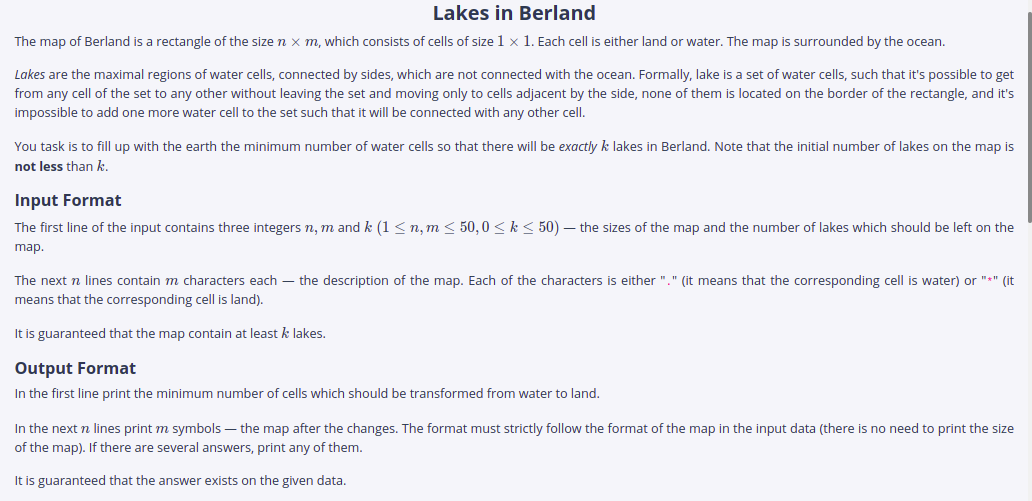 Lakes in Berland
The map of Berland is a rectangle of the size n × m, which consists of cells of size 1 × 1. Each cell is either land or water. The map is surrounded by the ocean.
Lakes are the maximal regions of water cells, connected by sides, which are not connected with the ocean. Formally, lake is a set of water cells, such that it's possible to get
from any cell of the set to any other without leaving the set and moving only to cells adjacent by the side, none of them is located on the border of the rectangle, and it's
impossible to add one more water cell to the set such that it will be connected with any other cell.
You task is to fill up with the earth the minimum number of water cells so that there will be exactly k lakes in Berland. Note that the initial number of lakes on the map is
not less than k.
Input Format
The first line of the input contains three integers n, m and k (1 ≤ n, m ≤ 50, 0 ≤ k ≤ 50) — the sizes of the map and the number of lakes which should be left on the
map.
The next n lines contain m characters each — the description of the map. Each of the characters is either "." (it means that the corresponding cell is water) or "*" (it
means that the corresponding cell is land).
It is guaranteed that the map contain at least k lakes.
Output Format
In the first line print the minimum number of cells which should be transformed from water to land.
In the next n lines print m symbols — the map after the changes. The format must strictly follow the format of the map in the input data (there is no need to print the size
of the map). If there are several answers, print any of them.
It is guaranteed that the answer exists on the given data.